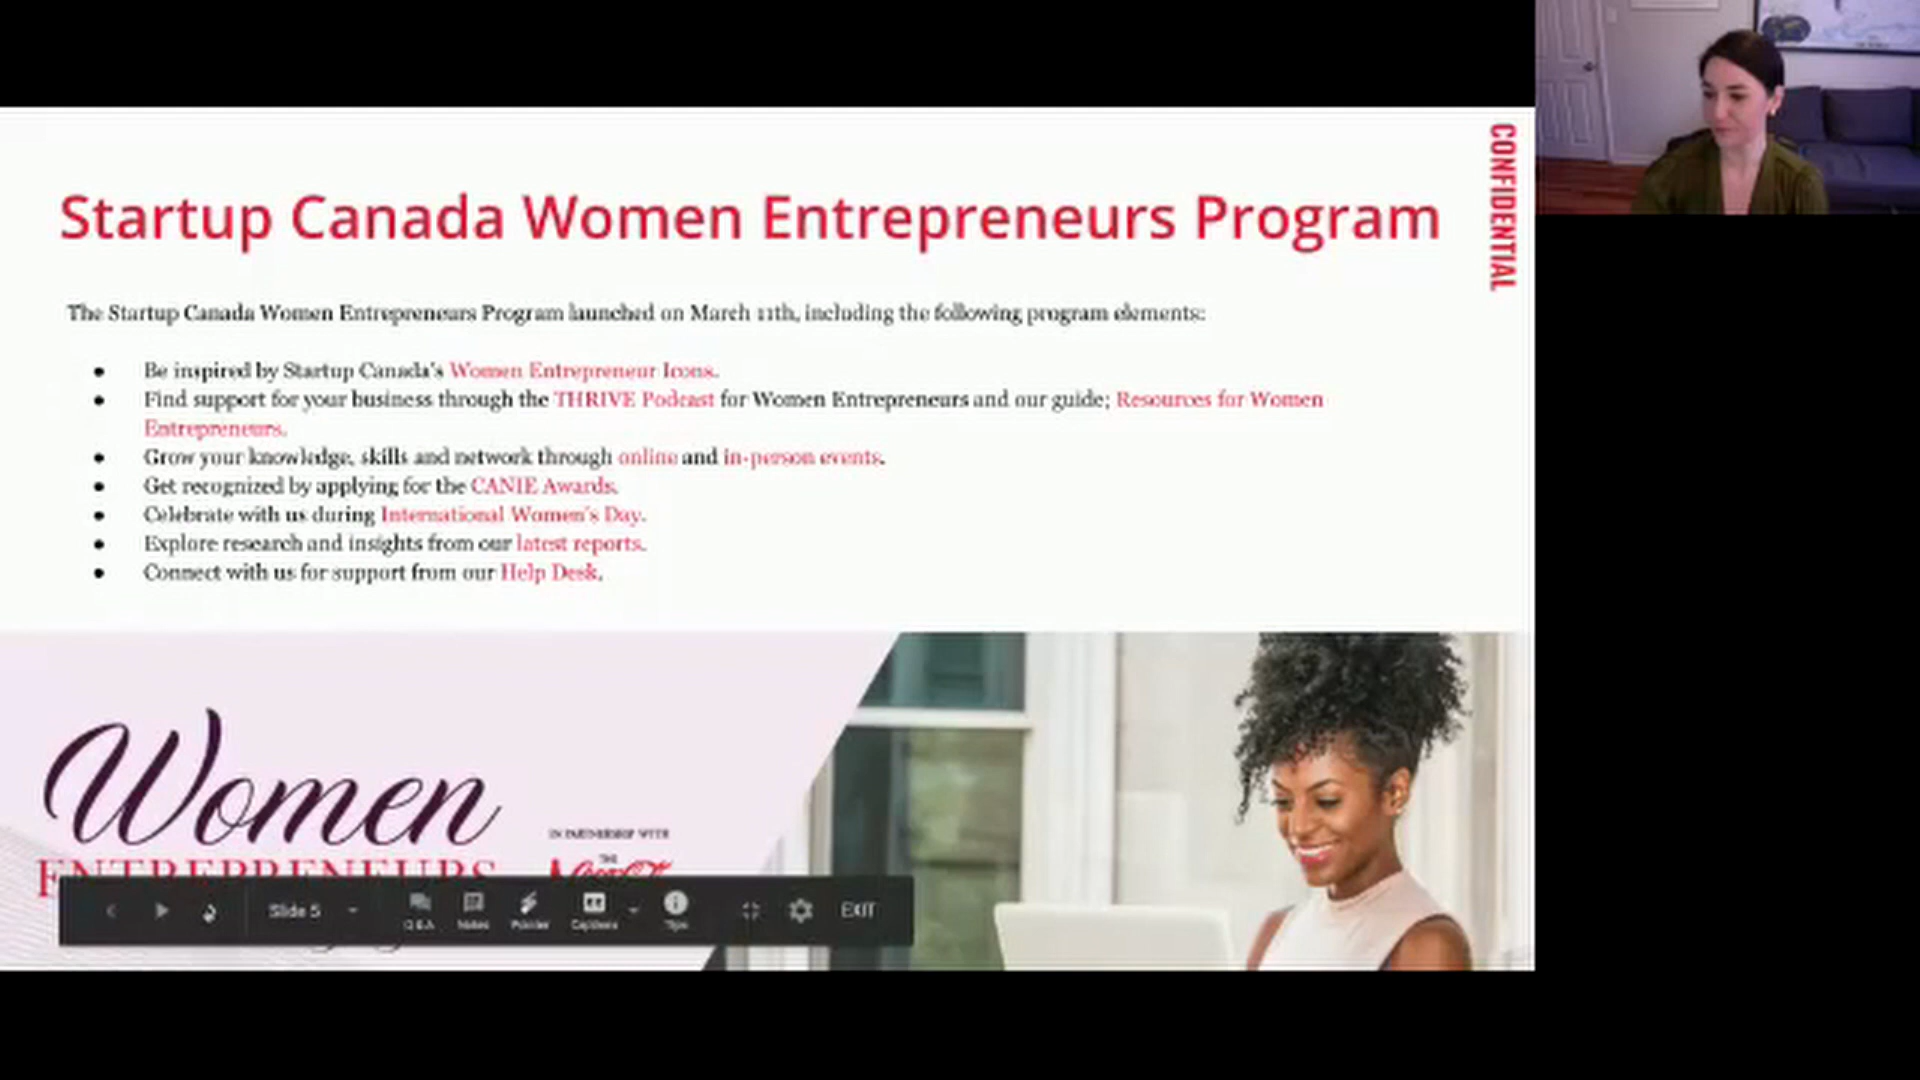 CONFIDENTIAL
Startup Canada Women Entrepreneurs Program
The Startup Canada Women Entrepreneurs Program launched on March 11th, including the following program elements:
● Be inspired by Startup Canada's Women Entrepreneur Icons.
● Find support for your business through the THRIVE Podcast for Women Entrepreneurs and our guide; Resources for Women
Entrepreneurs.
● Grow your knowledge, skills and network through online and in-person events.
● Get recognized by applying for the CANIE Awards.
● Celebrate with us during International Women's Day.
● Explore research and insights from our latest reports.
● Connect with us for support from our Help Desk.
Women
ENTREPRENEURS
IN PARTNERSHIP WITH
THE
Slide 5
Q&A Notes Pointer Captions Tips
EXIT